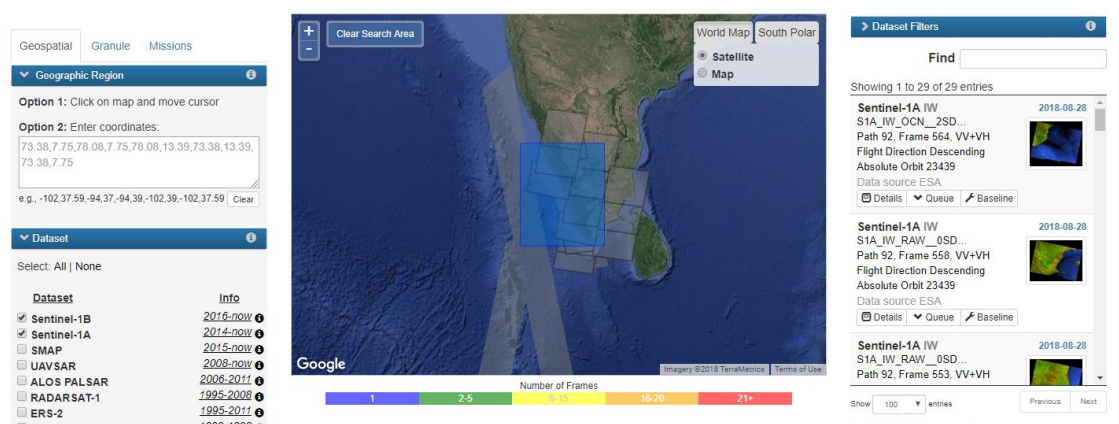 Geospatial Granule Missions
Geographic Region
Option 1: Click on map and move cursor
Option 2: Enter coordinates:
73.38,7.75,78.08,7.75,78.08,13.39,73.38,13.39,
73.38,7.75
e.g., -102,37.59,-94,37,-94,39,-102,39,-102,37.59 Clear
Dataset
Select: All | None
Dataset Info
Sentinel-1B 2016-now
Sentinel-1A 2014-now
SMAP 2015-now
UAVSAR 2008-now
ALOS PALSAR 2006-2011
RADARSAT-1 1995-2008
ERS-2 1995-2011
+
-
Clear Search Area
World Map South Polar
Satellite
Map
Google
Imagery ©2018 TerraMetrics Terms of Use
Number of Frames
1 2-5 6-15 16-20 21+
Dataset Filters
Find
Showing 1 to 29 of 29 entries
Sentinel-1A IW 2018-08-28
S1A_IW_OCN__2SD...
Path 92, Frame 564, VV+VH
Flight Direction Descending
Absolute Orbit 23439
Data source ESA
Details Queue Baseline
Sentinel-1A IW 2018-08-28
S1A_IW_RAW__0SD...
Path 92, Frame 558, VV+VH
Flight Direction Descending
Absolute Orbit 23439
Data source ESA
Details Queue Baseline
Sentinel-1A IW 2018-08-28
S1A_IW_RAW__0SD...
Path 92, Frame 553, VV+VH
Show 100 entries Previous Next